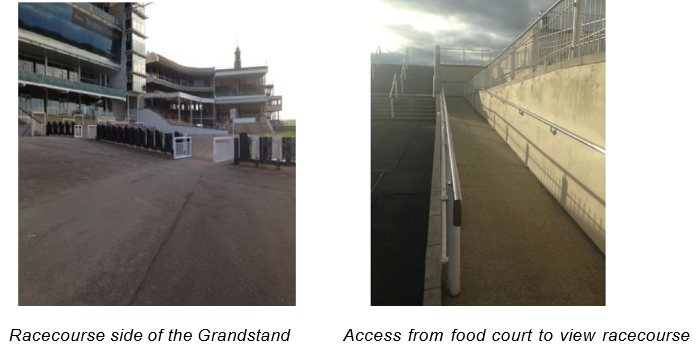 Racecourse side of the Grandstand
Access from food court to view racecourse